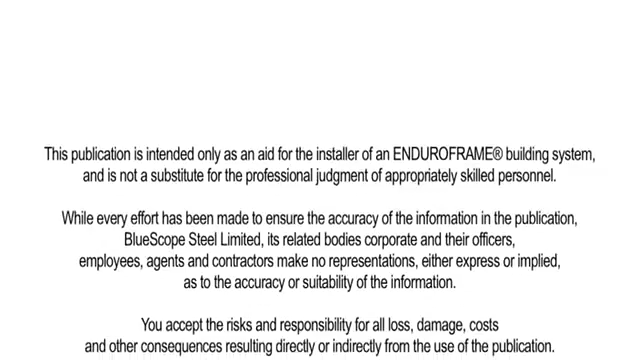 This publication is intended only as an aid for the installer of an ENDUROFRAME® building system,
and is not a substitute for the professional judgment of appropriately skilled personnel.
While every effort has been made to ensure the accuracy of the information in the publication,
BlueScope Steel Limited, its related bodies corporate and their officers,
employees, agents and contractors make no representations, either express or implied,
as to the accuracy or suitability of the information.
You accept the risks and responsibility for all loss, damage, costs
and other consequences resulting directly or indirectly from the use of the publication.